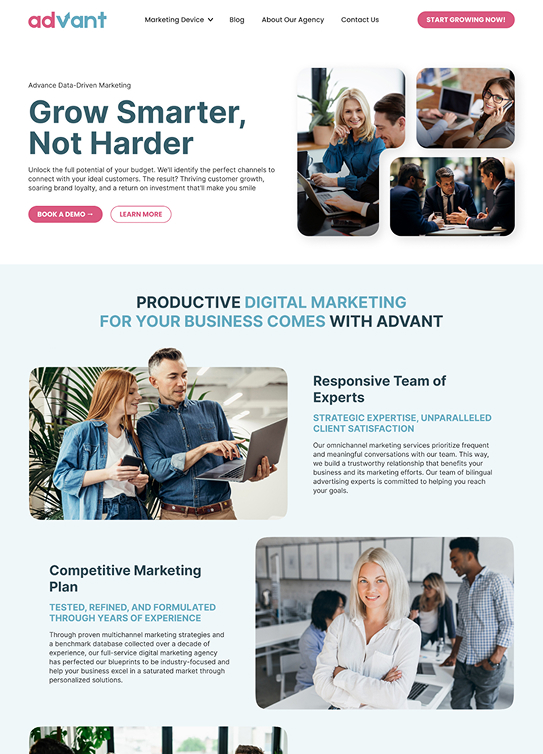 advant
Marketing Device
Blog
About Our Agency
Contact Us
START GROWING NOW!
Advance Data-Driven Marketing
Grow Smarter,
Not Harder
Unlock the full potential of your budget. We'll identify the perfect channels to
connect with your ideal customers. The result? Thriving customer growth,
soaring brand loyalty, and a return on investment that'll make you smile
BOOK A DEMO →
LEARN MORE
PRODUCTIVE DIGITAL MARKETING
FOR YOUR BUSINESS COMES WITH ADVANT
Responsive Team of
Experts
STRATEGIC EXPERTISE, UNPARALLELED
CLIENT SATISFACTION
Our omnichannel marketing services prioritize frequent
and meaningful conversations with our team. This way,
we build a trustworthy relationship that benefits your
business and its marketing efforts. Our team of bilingual
advertising experts is committed to helping you reach
your goals.
Competitive Marketing
Plan
TESTED, REFINED, AND FORMULATED
THROUGH YEARS OF EXPERIENCE
Through proven multichannel marketing strategies and
a benchmark database collected over a decade of
experience, our full-service digital marketing agency
has perfected our blueprints to be industry-focused and
help your business excel in a saturated market through
personalized solutions.